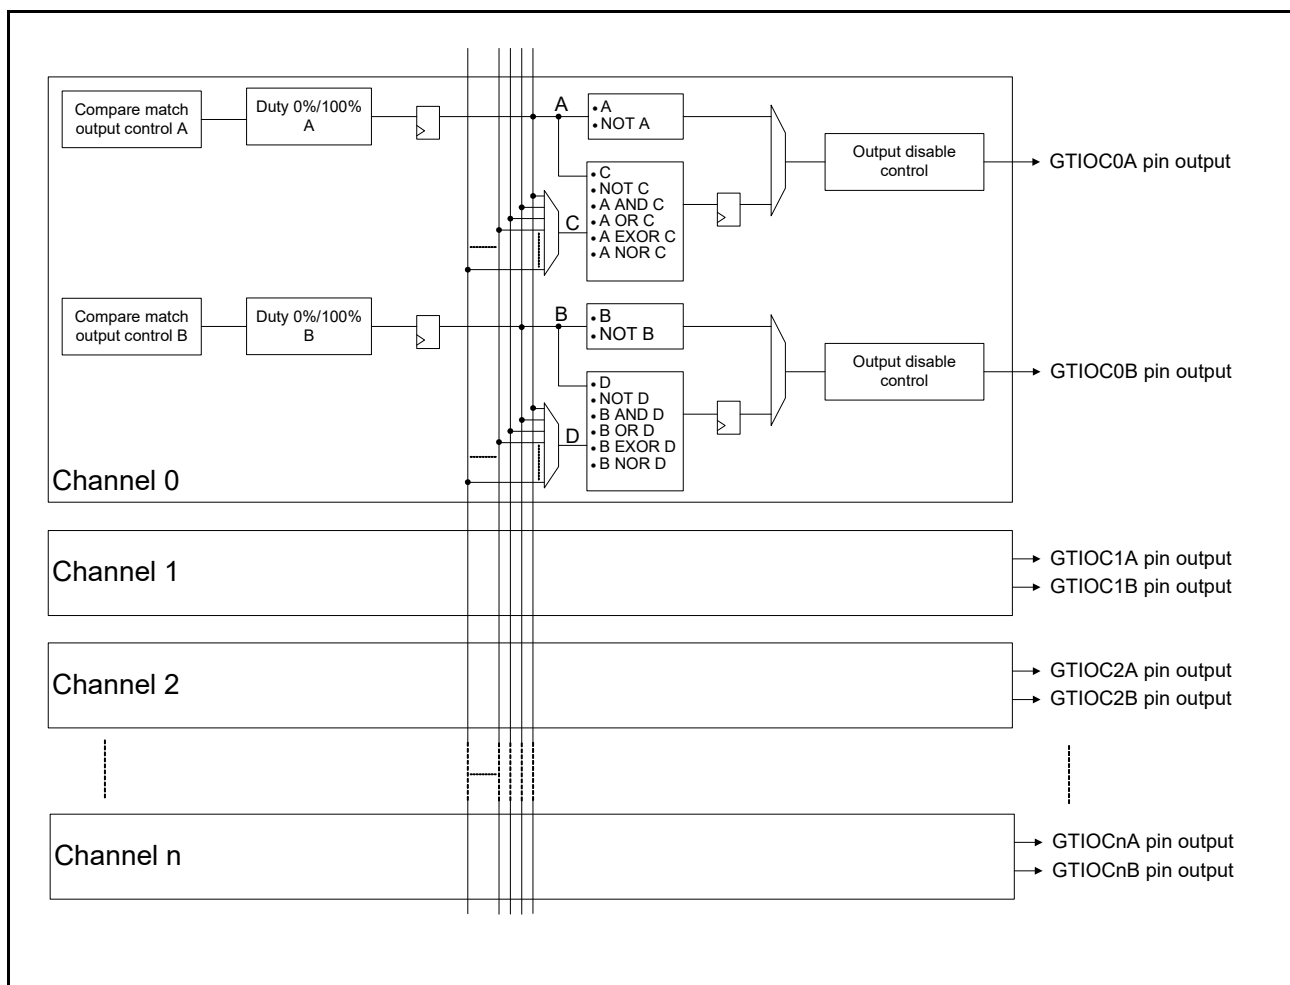 Compare match
output control A
Duty 0%/100%
A
A
• A
• NOT A
Output disable
control
GTIOC0A pin output
C
• C
• NOT C
• A AND C
• A OR C
• A EXOR C
• A NOR C
Compare match
output control B
Duty 0%/100%
B
B
• B
• NOT B
Output disable
control
GTIOC0B pin output
D
• D
• NOT D
• B AND D
• B OR D
• B EXOR D
• B NOR D
Channel 0
Channel 1
GTIOC1A pin output
GTIOC1B pin output
Channel 2
GTIOC2A pin output
GTIOC2B pin output
Channel n
GTIOCnA pin output
GTIOCnB pin output